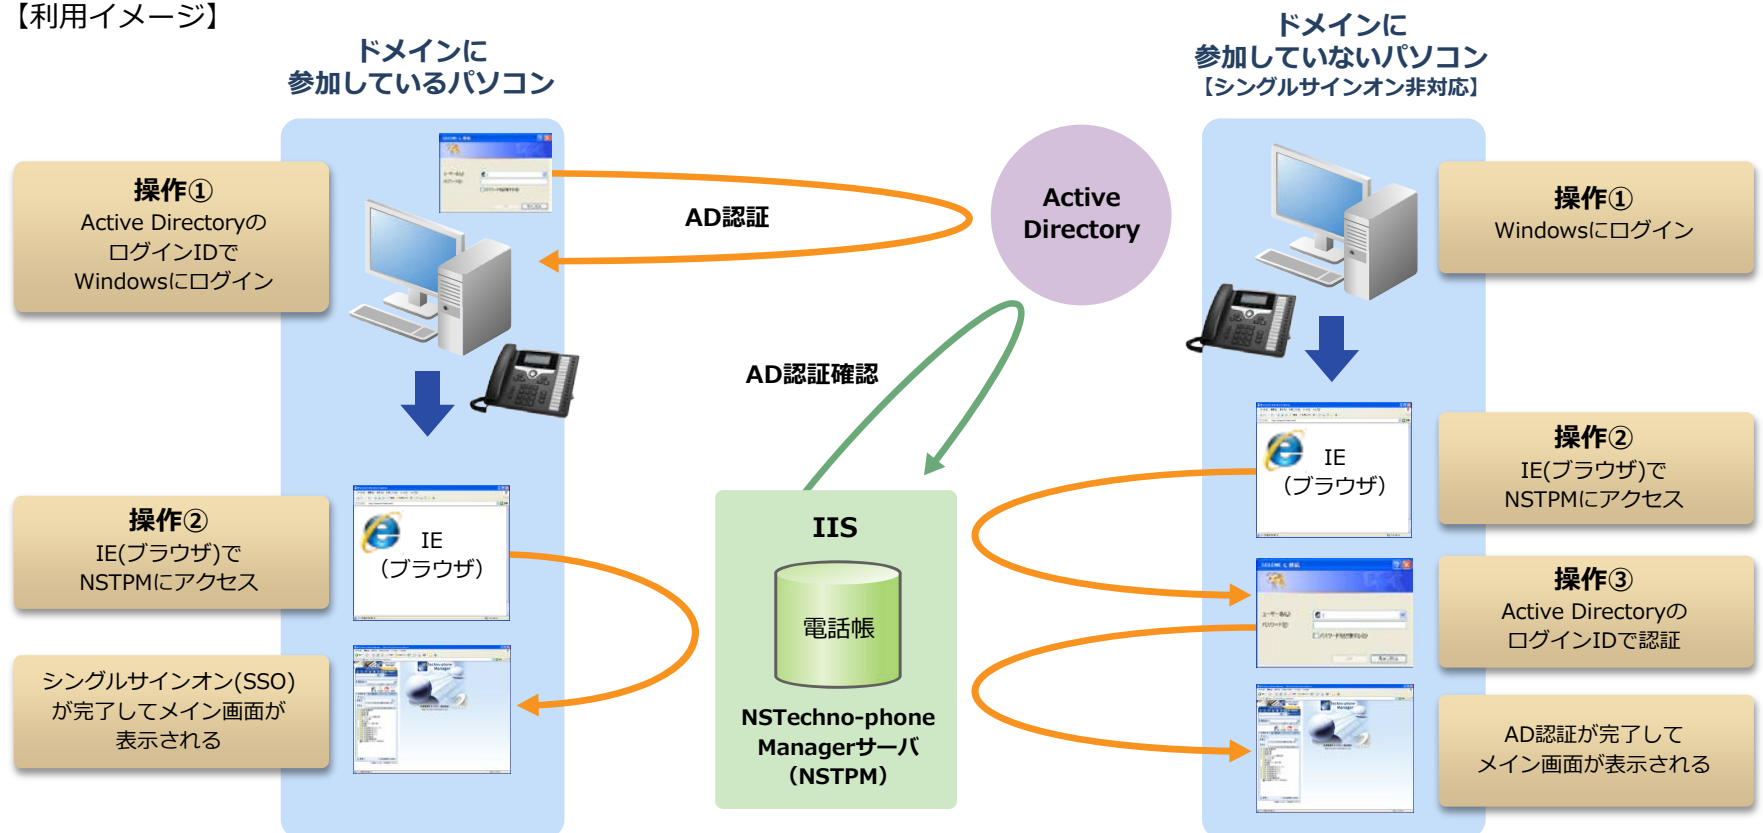 【利用イメージ】
ドメインに
参加しているパソコン
操作①
Active Directoryの
ログインIDで
Windowsにログイン
操作②
IE(ブラウザ)で
NSTPMにアクセス
IE
（ブラウザ）
シングルサインオン(SSO)
が完了してメイン画面が
表示される
AD認証
Active
Directory
AD認証確認
IIS
電話帳
NSTechno-phone
Managerサーバ
（NSTPM）
ドメインに
参加していないパソコン
【シングルサインオン非対応】
操作①
Windowsにログイン
IE
（ブラウザ）
操作②
IE(ブラウザ)で
NSTPMにアクセス
操作③
Active Directoryの
ログインIDで認証
AD認証が完了して
メイン画面が表示される